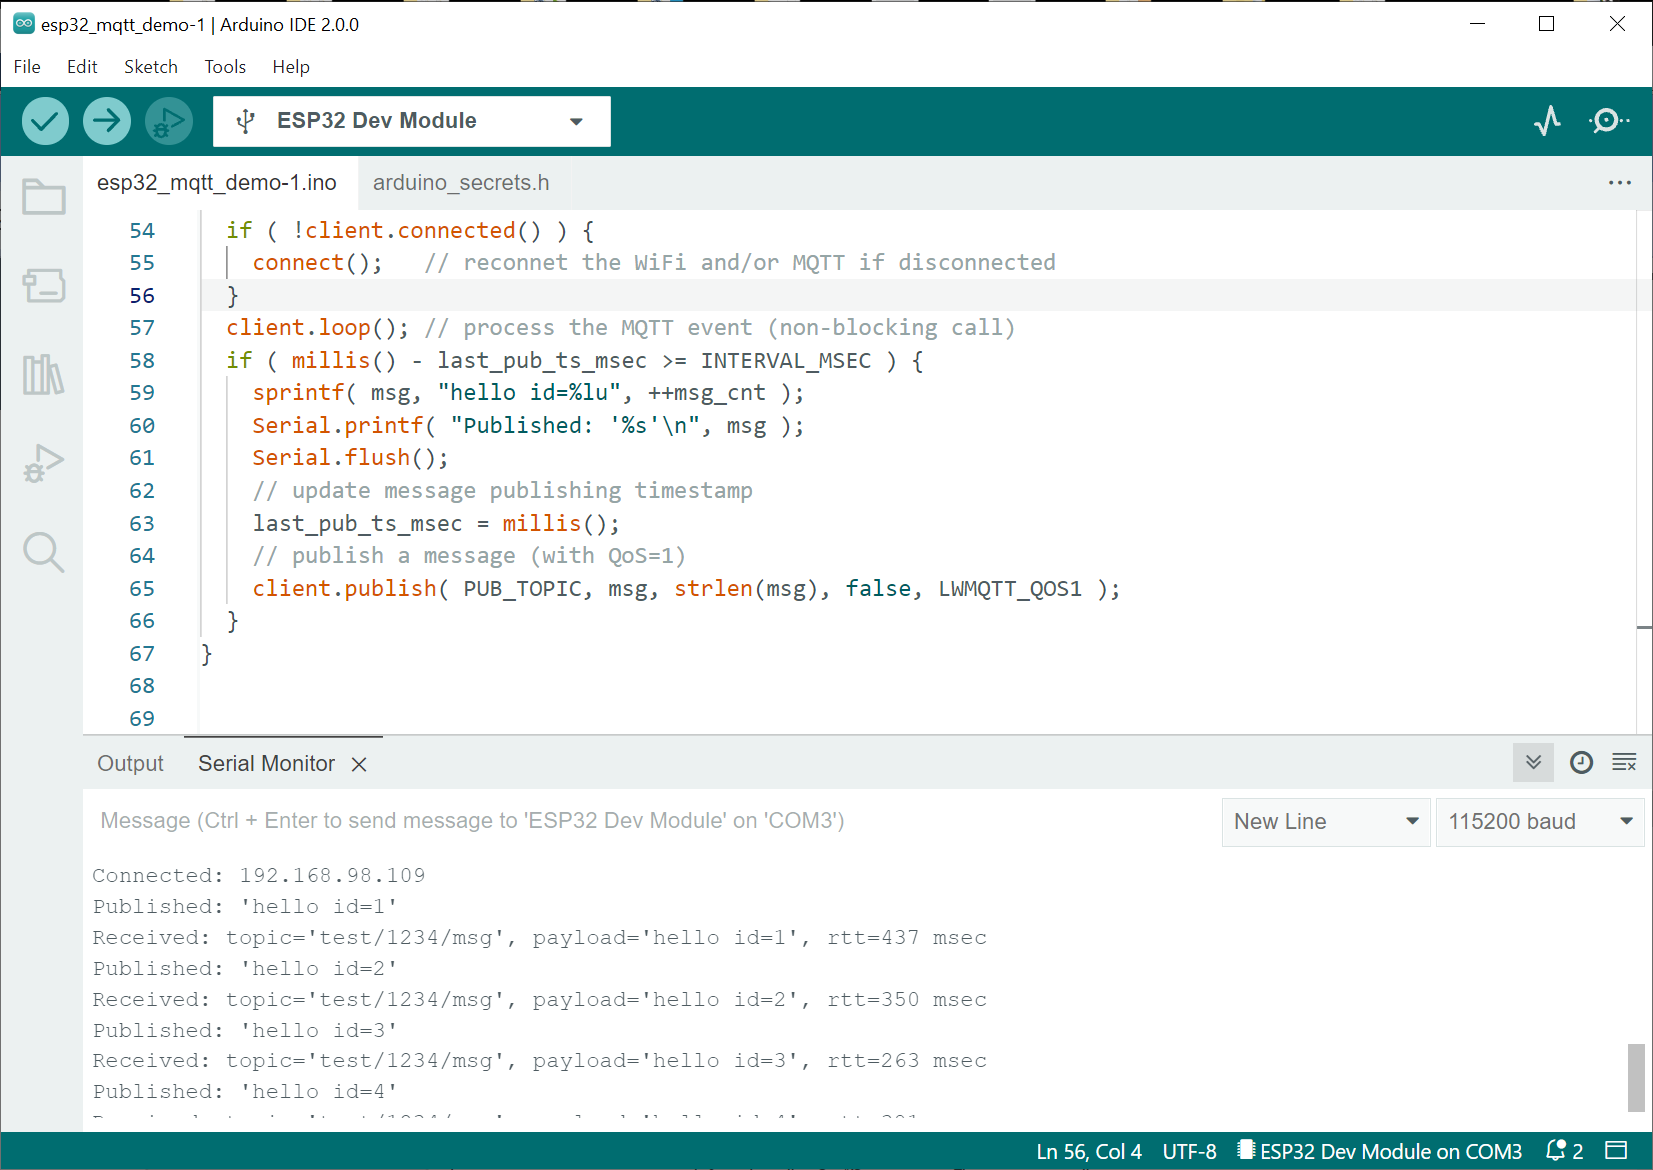 esp32_mqtt_demo-1 | Arduino IDE 2.0.0
File Edit Sketch Tools Help
ESP32 Dev Module
esp32_mqtt_demo-1.ino arduino_secrets.h
54 if ( !client.connected() ) {
55 connect(); // reconnet the WiFi and/or MQTT if disconnected
56 }
57 client.loop(); // process the MQTT event (non-blocking call)
58 if ( millis() - last_pub_ts_msec >= INTERVAL_MSEC ) {
59 sprintf( msg, "hello id=%lu", ++msg_cnt );
60 Serial.printf( "Published: '%s'\n", msg );
61 Serial.flush();
62 // update message publishing timestamp
63 last_pub_ts_msec = millis();
64 // publish a message (with QoS=1)
65 client.publish( PUB_TOPIC, msg, strlen(msg), false, LWMQTT_QOS1 );
66 }
67 }
68
69
Output Serial Monitor
Message (Ctrl + Enter to send message to 'ESP32 Dev Module' on 'COM3') New Line 115200 baud
Connected: 192.168.98.109
Published: 'hello id=1'
Received: topic='test/1234/msg', payload='hello id=1', rtt=437 msec
Published: 'hello id=2'
Received: topic='test/1234/msg', payload='hello id=2', rtt=350 msec
Published: 'hello id=3'
Received: topic='test/1234/msg', payload='hello id=3', rtt=263 msec
Published: 'hello id=4'
Ln 56, Col 4 UTF-8 ESP32 Dev Module on COM3 2